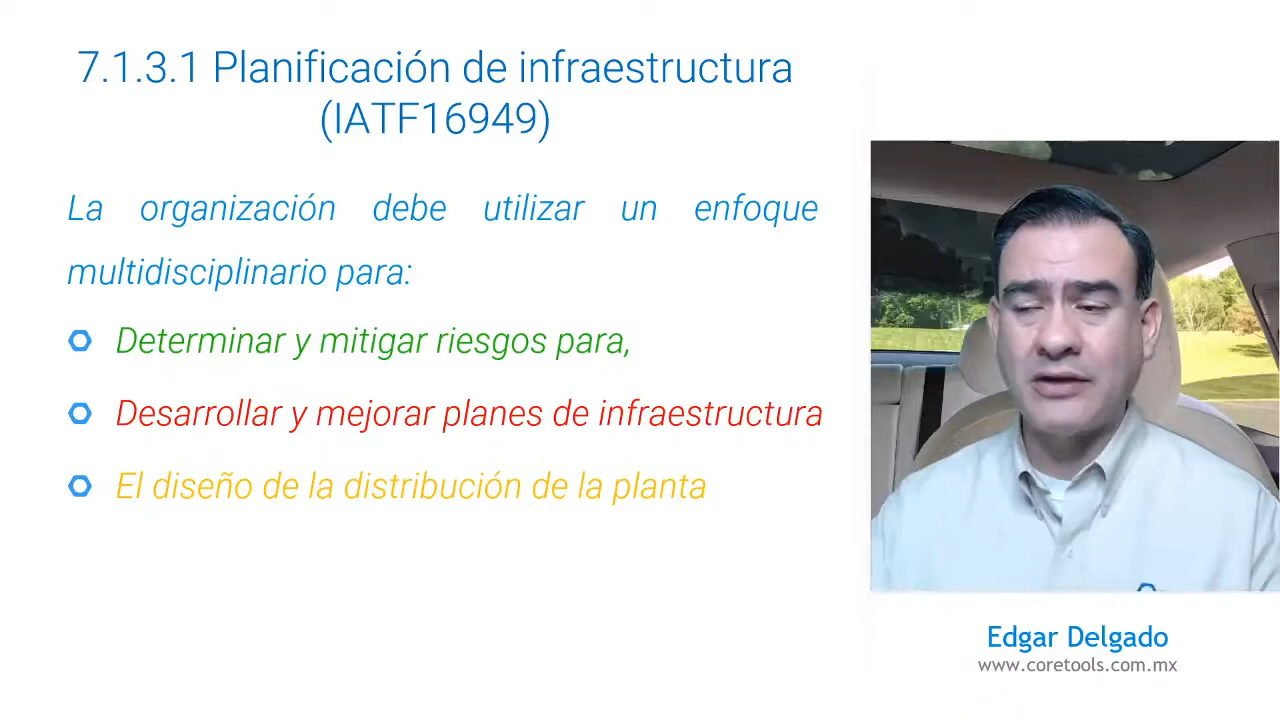 7.1.3.1 Planificación de infraestructura
(IATF16949)
La organización debe utilizar un enfoque
multidisciplinario para:
Determinar y mitigar riesgos para,
Desarrollar y mejorar planes de infraestructura
El diseño de la distribución de la planta
Edgar Delgado
www.coretools.com.mx